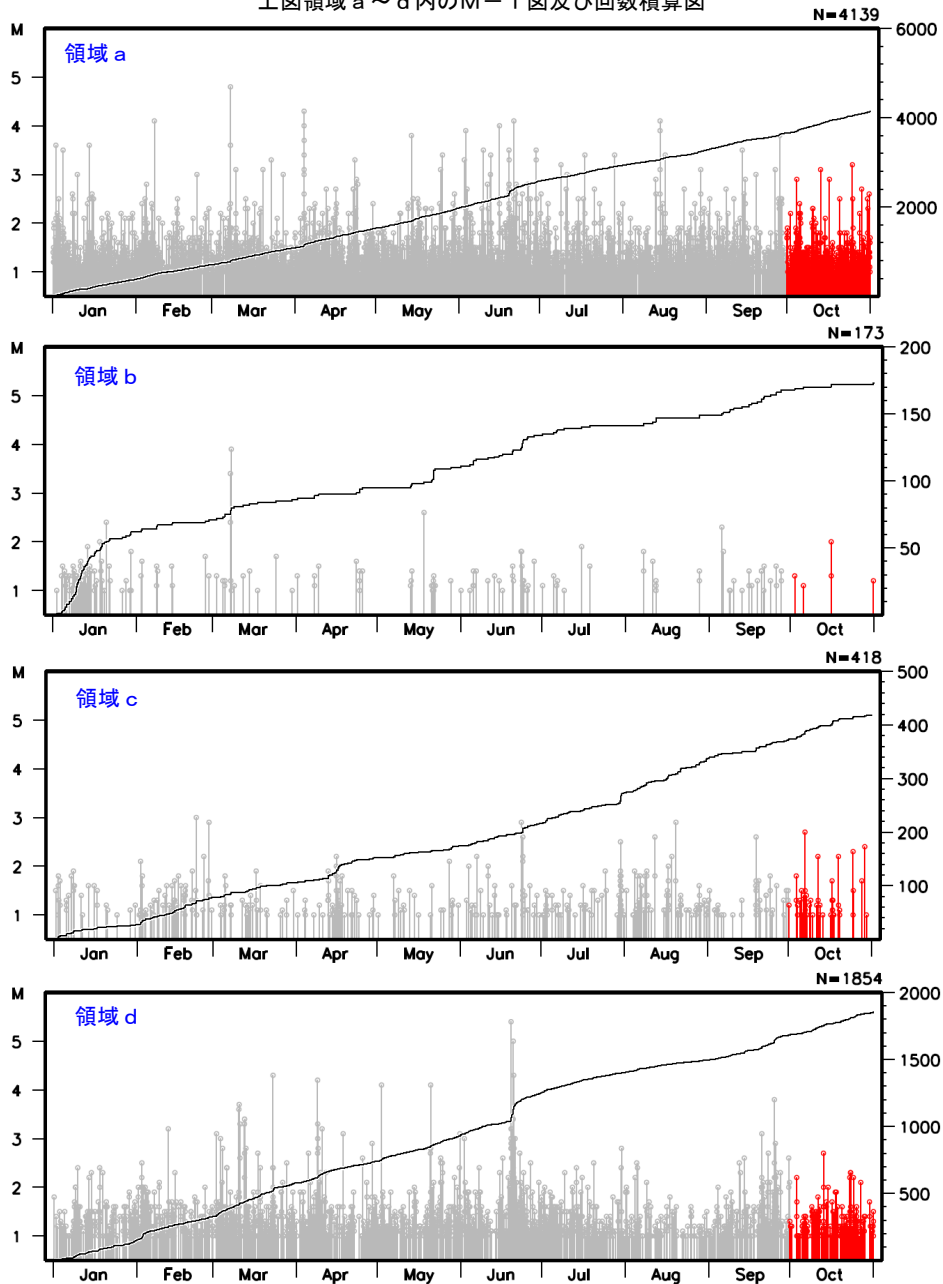 上図領域a~d内のM-T図及び回数積算図
N=4139
M
6000
領域a
5
4
4000
3
2
2000
1
Jan Feb Mar Apr May Jun Jul Aug Sep Oct
N=173
M
200
領域b
5
150
4
3
100
2
50
1
Jan Feb Mar Apr May Jun Jul Aug Sep Oct
N=418
M
500
領域c
5
400
4
300
3
200
2
100
1
Jan Feb Mar Apr May Jun Jul Aug Sep Oct
N=1854
M
2000
領域d
5
1500
4
3
1000
2
500
1
Jan Feb Mar Apr May Jun Jul Aug Sep Oct